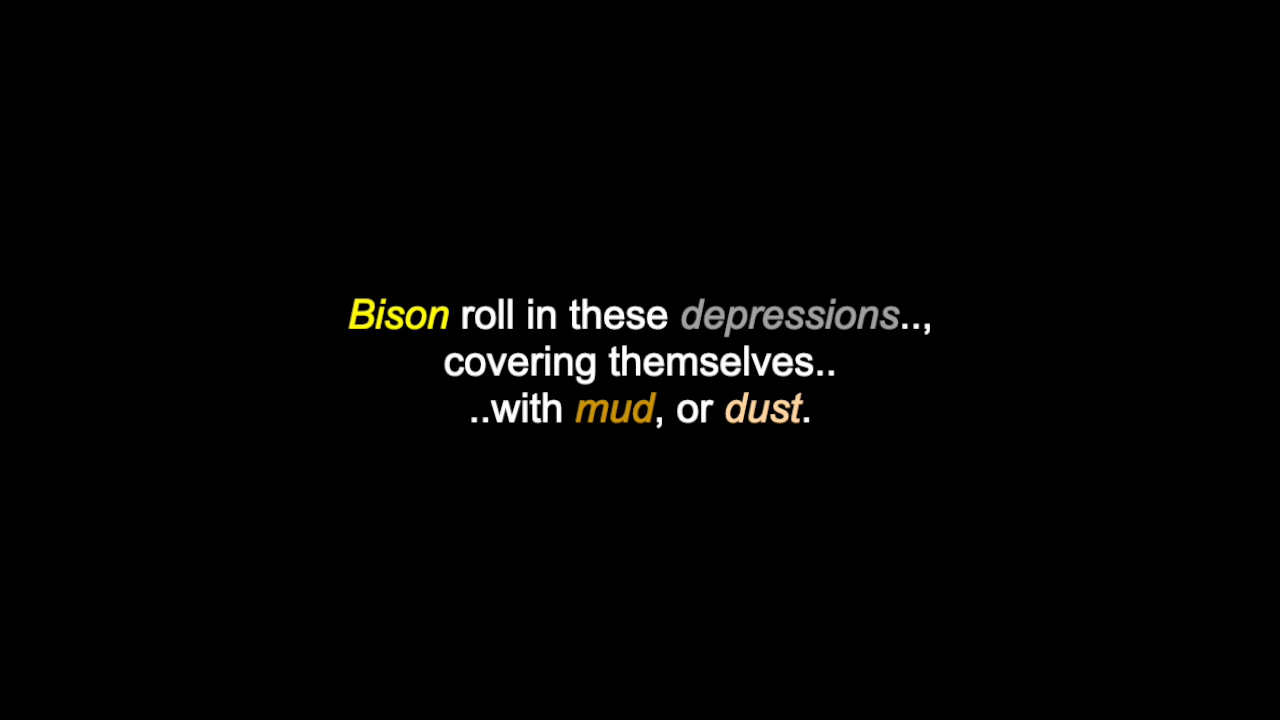 Bison roll in these depressions..,
covering themselves..
..with mud, or dust.